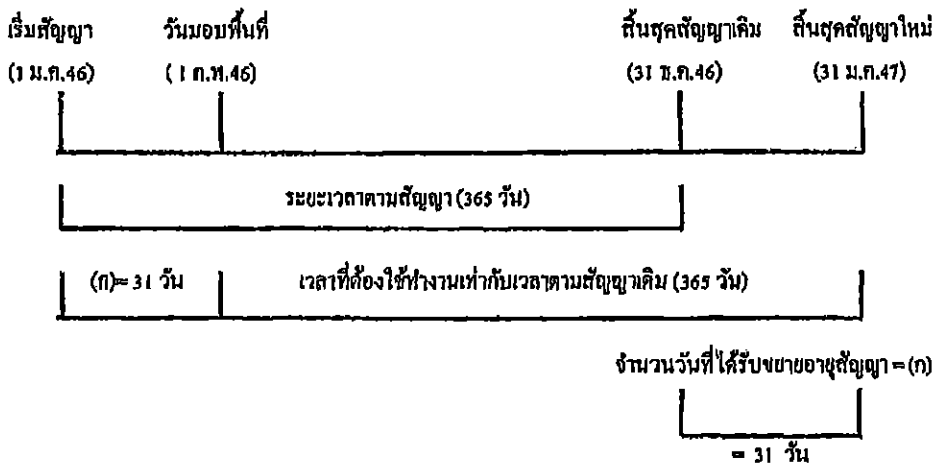 เริ่มสัญญา วันมอบพื้นที่ สิ้นสุดสัญญาเดิม สิ้นสุดสัญญาใหม่
(1 ม.ค.46) (1 ก.พ.46) (31 ธ.ค.46) (31 ม.ค.47)
ระยะเวลาตามสัญญา (365 วัน)
(ก)= 31 วัน เวลาที่ต้องใช้ทำงานเท่ากับเวลาตามสัญญาเดิม (365 วัน)
จำนวนวันที่ได้รับขยายอายุสัญญา = (ก)
= 31 วัน